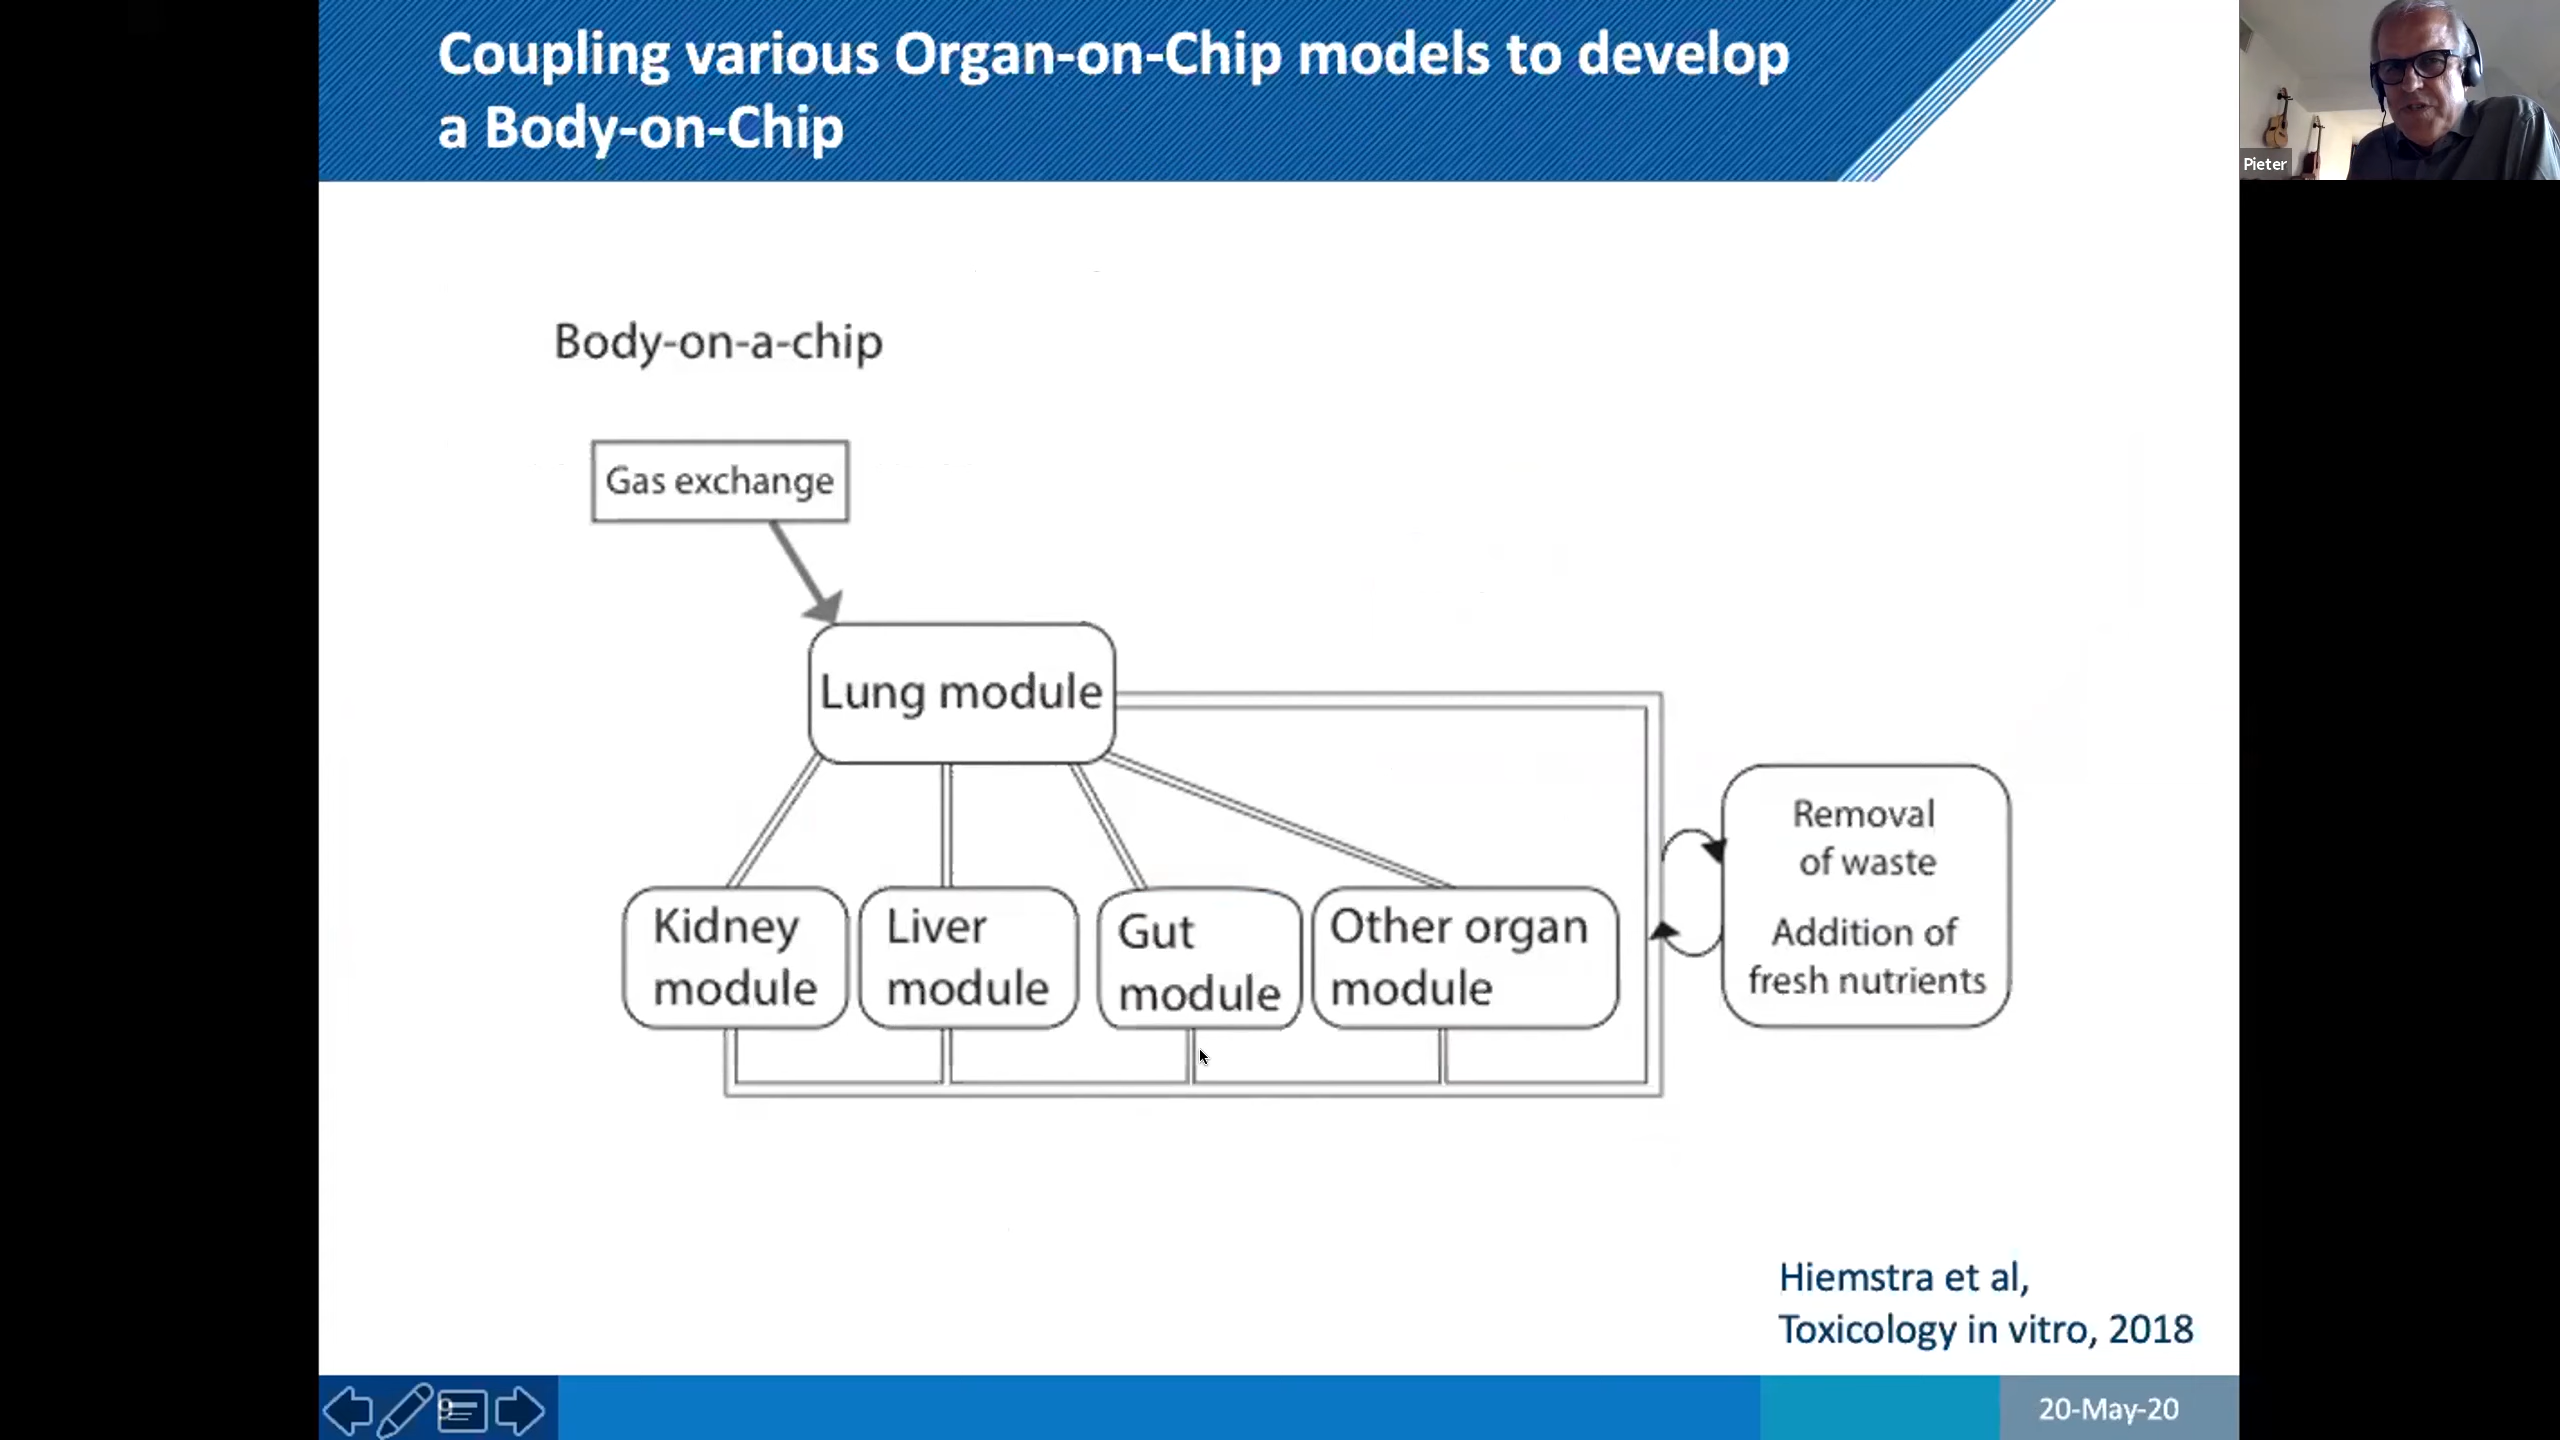 Coupling various Organ-on-Chip models to develop
a Body-on-Chip
Pieter
Body-on-a-chip
Gas exchange
Lung module
Kidney
module
Liver
module
Gut
module
Other organ
module
Removal
of waste
Addition of
fresh nutrients
Hiemstra et al,
Toxicology in vitro, 2018
9
20-May-20